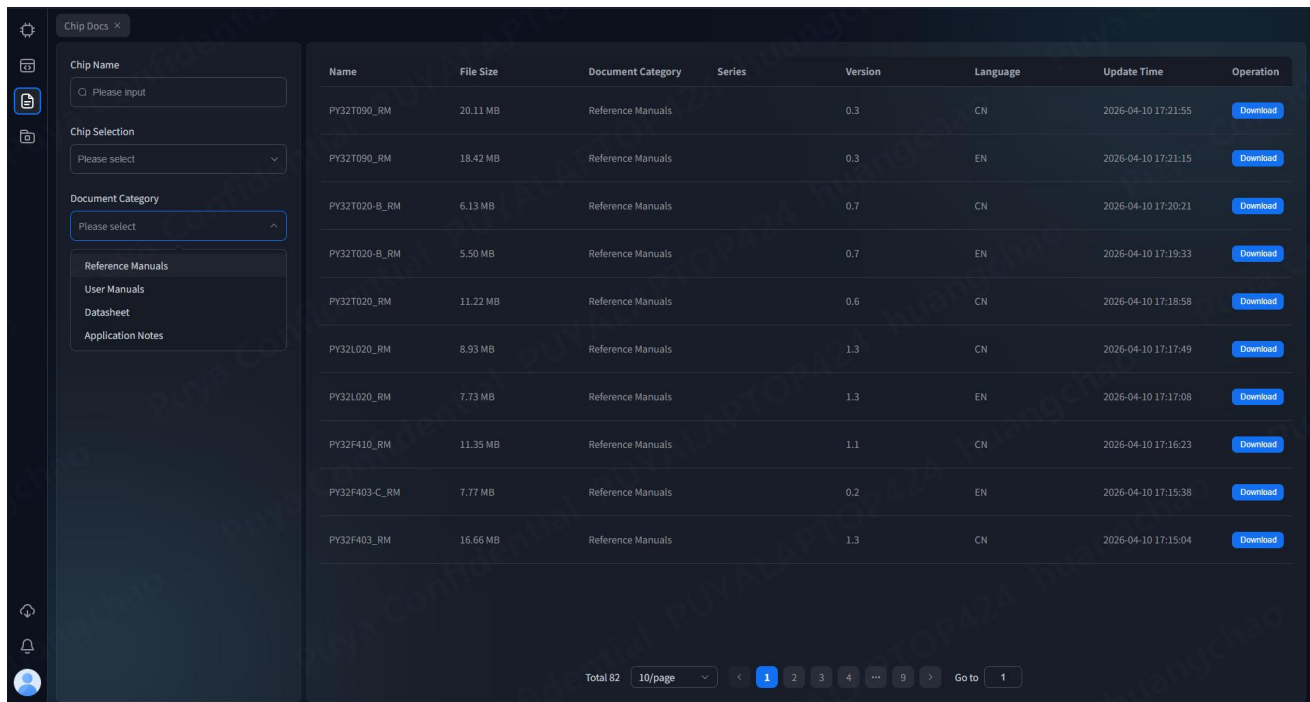 Chip Docs ×
Chip Name
Please input
Chip Selection
Please select
Document Category
Please select
Reference Manuals
User Manuals
Datasheet
Application Notes
Name File Size Document Category Series Version Language Update Time Operation
PY32T090_RM 20.11 MB Reference Manuals 0.3 CN 2026-04-10 17:21:55 Download
PY32T090_RM 18.42 MB Reference Manuals 0.3 EN 2026-04-10 17:21:15 Download
PY32T020-B_RM 6.13 MB Reference Manuals 0.7 CN 2026-04-10 17:20:21 Download
PY32T020-B_RM 5.50 MB Reference Manuals 0.7 EN 2026-04-10 17:19:33 Download
PY32T020_RM 11.22 MB Reference Manuals 0.6 CN 2026-04-10 17:18:58 Download
PY32L020_RM 8.93 MB Reference Manuals 1.3 CN 2026-04-10 17:17:49 Download
PY32L020_RM 7.73 MB Reference Manuals 1.3 EN 2026-04-10 17:17:08 Download
PY32F410_RM 11.35 MB Reference Manuals 1.1 CN 2026-04-10 17:16:23 Download
PY32F403-C_RM 7.77 MB Reference Manuals 0.2 EN 2026-04-10 17:15:38 Download
PY32F403_RM 16.66 MB Reference Manuals 1.3 CN 2026-04-10 17:15:04 Download
Total 82 10/page < 1 2 3 4 ··· 9 > Go to 1
Puya Confidential PUYALAPTOP424 huangchao